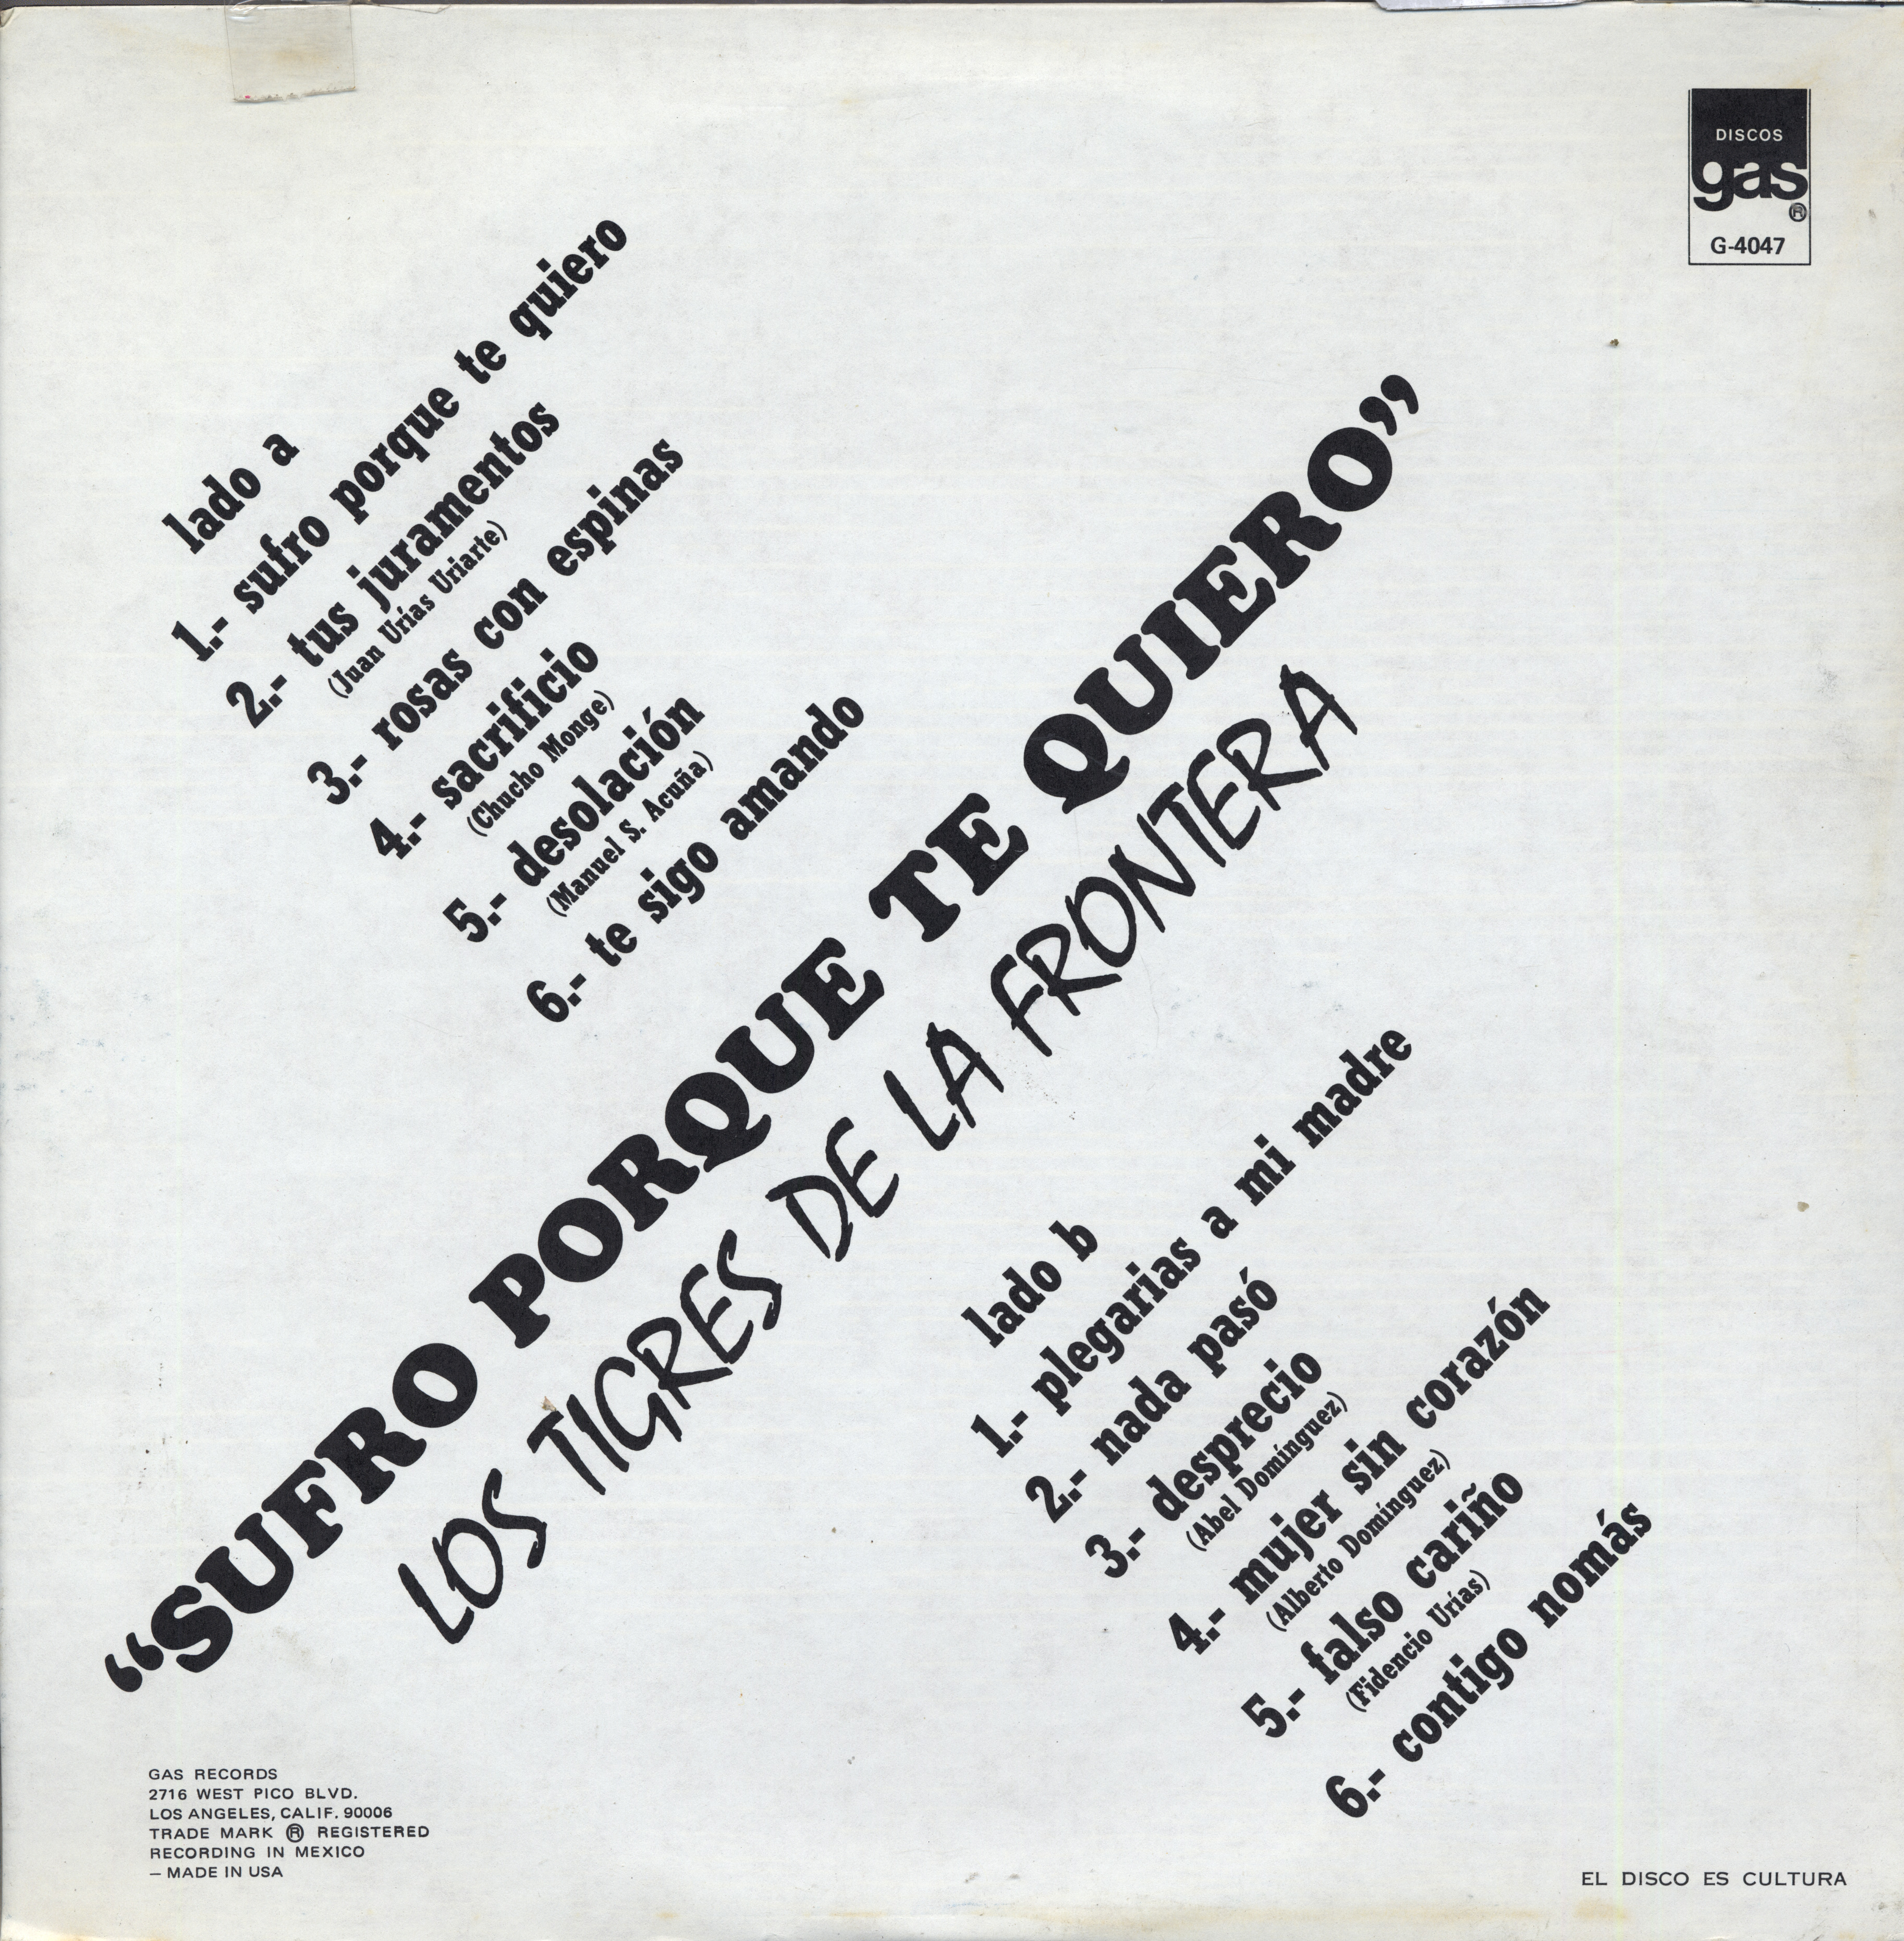 DISCOS
gas
®
G-4047
lado a
1.- sufro porque te quiero
2.- tus juramentos
(Juan Urías Uriarte)
3.- rosas con espinas
4.- sacrificio
(Chucho Monge)
5.- desolación
(Manuel S. Acuña)
6.- te sigo amando
“SUFRO PORQUE TE QUIERO”
LOS TIGRES DE LA FRONTERA
lado b
1.- plegarias a mi madre
2.- nada pasó
3.- desprecio
(Abel Domínguez)
4.- mujer sin corazón
(Alberto Domínguez)
5.- falso cariño
(Fidencio Urías)
6.- contigo nomás
GAS RECORDS
2716 WEST PICO BLVD.
LOS ANGELES, CALIF. 90006
TRADE MARK ® REGISTERED
RECORDING IN MEXICO
— MADE IN USA
EL DISCO ES CULTURA